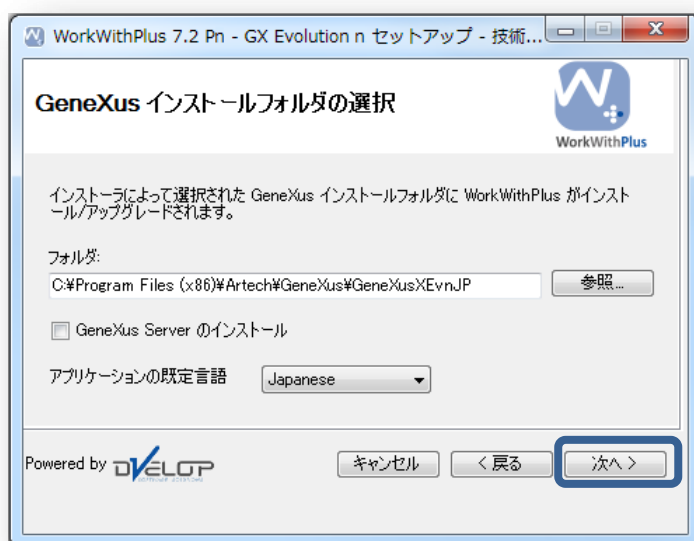 WorkWithPlus 7.2 Pn - GX Evolution n セットアップ - 技術...
GeneXus インストールフォルダの選択
WorkWithPlus
インストーラによって選択された GeneXus インストールフォルダに WorkWithPlus がインスト
ール/アップグレードされます。
フォルダ:
C:¥Program Files (x86)¥Artech¥GeneXus¥GeneXusXEvnJP
参照...
GeneXus Server のインストール
アプリケーションの既定言語
Japanese
Powered by DVELOP
キャンセル
< 戻る
次へ >